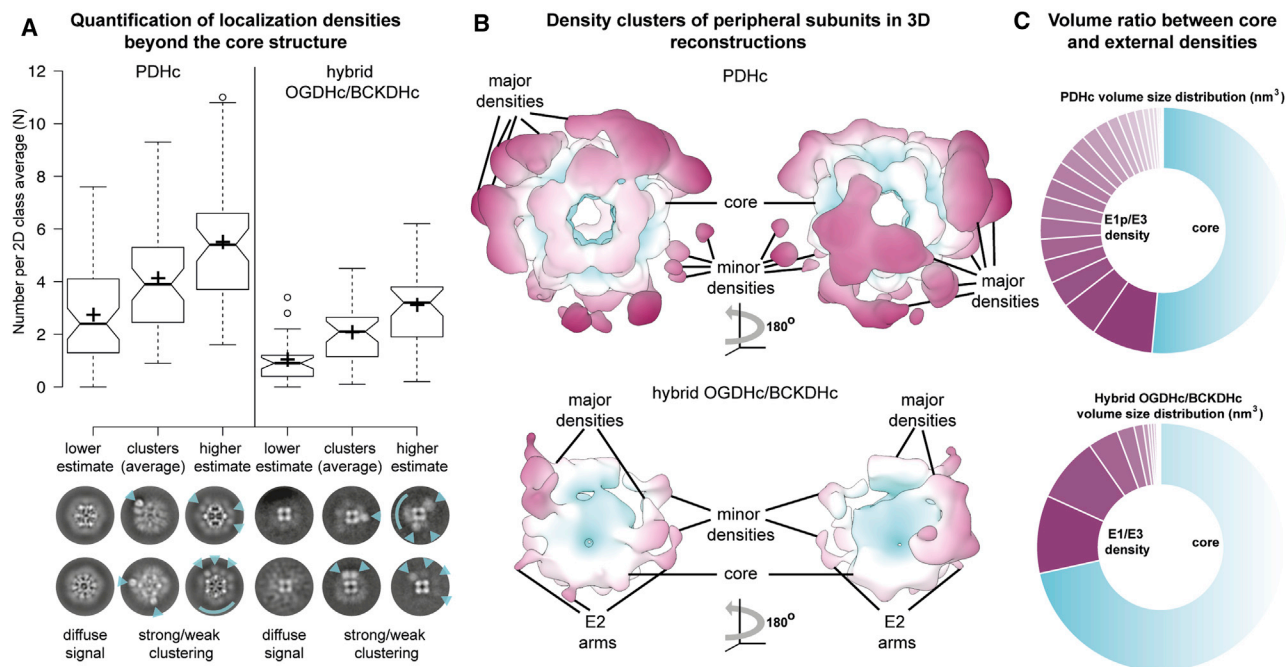 A
Quantification of localization densities
beyond the core structure
PDHc
hybrid
OGDHc/BCKDHc
Number per 2D class average (N)
12
10
8
6
4
2
0
lower
estimate
clusters
(average)
higher
estimate
lower
estimate
clusters
(average)
higher estimate
diffuse
signal
strong/weak
clustering
diffuse
signal
strong/weak
clustering
B
Density clusters of peripheral subunits in 3D
reconstructions
PDHc
major
densities
core
minor
densities
major
densities
180°
hybrid OGDHc/BCKDHc
major
densities
major
densities
minor
densities
core
E2
arms
E2
arms
180°
C
Volume ratio between core
and external densities
PDHc volume size distribution (nm³)
E1p/E3
density
core
Hybrid OGDHc/BCKDHc
volume size distribution (nm³)
E1/E3
density
core